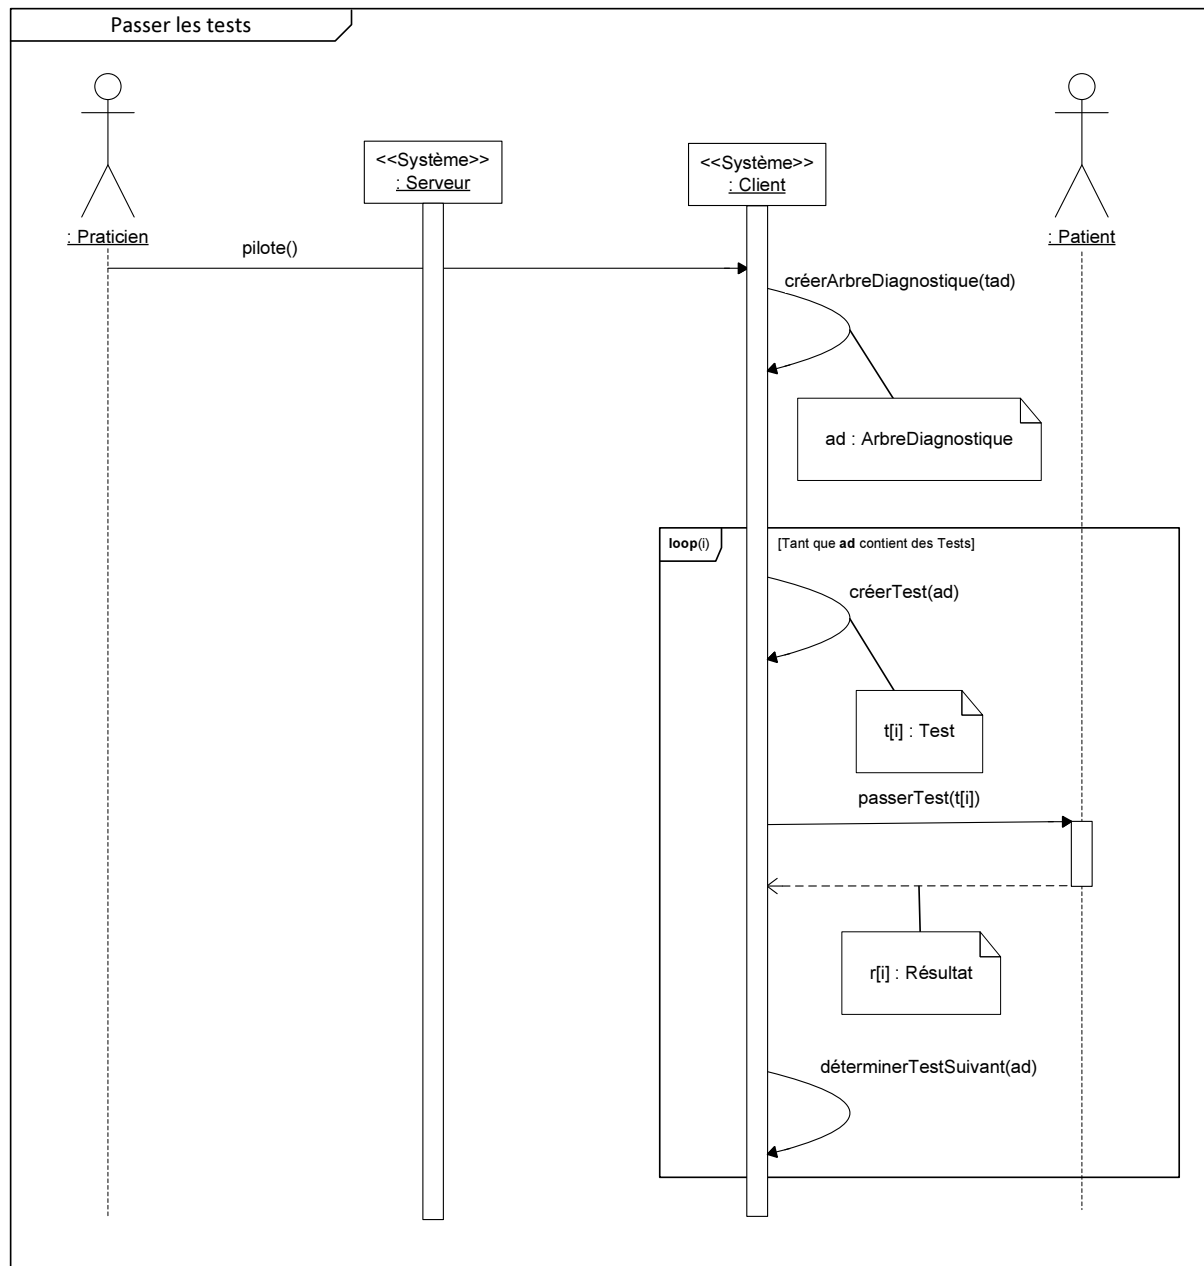 Passer les tests
<<Système>>
: Serveur
<<Système>>
: Client
: Praticien
: Patient
pilote()
créerArbreDiagnostique(tad)
ad : ArbreDiagnostique
loop(i)
[Tant que ad contient des Tests]
créerTest(ad)
t[i] : Test
passerTest(t[i])
r[i] : Résultat
déterminerTestSuivant(ad)